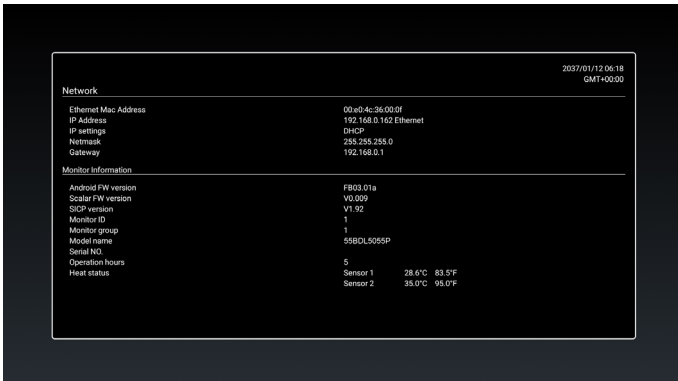 2037/01/12 06:18
GMT+00:00
Network
Ethernet Mac Address 00:e0:4c:36:00:0f
IP Address 192.168.0.162 Ethernet
IP settings DHCP
Netmask 255.255.255.0
Gateway 192.168.0.1
Monitor Information
Android FW version FB03.01a
Scalar FW version V0.009
SICP version V1.92
Monitor ID 1
Monitor group 1
Model name 55BDL5055P
Serial NO.
Operation hours 5
Heat status Sensor 1 28.6°C 83.5°F
Sensor 2 35.0°C 95.0°F